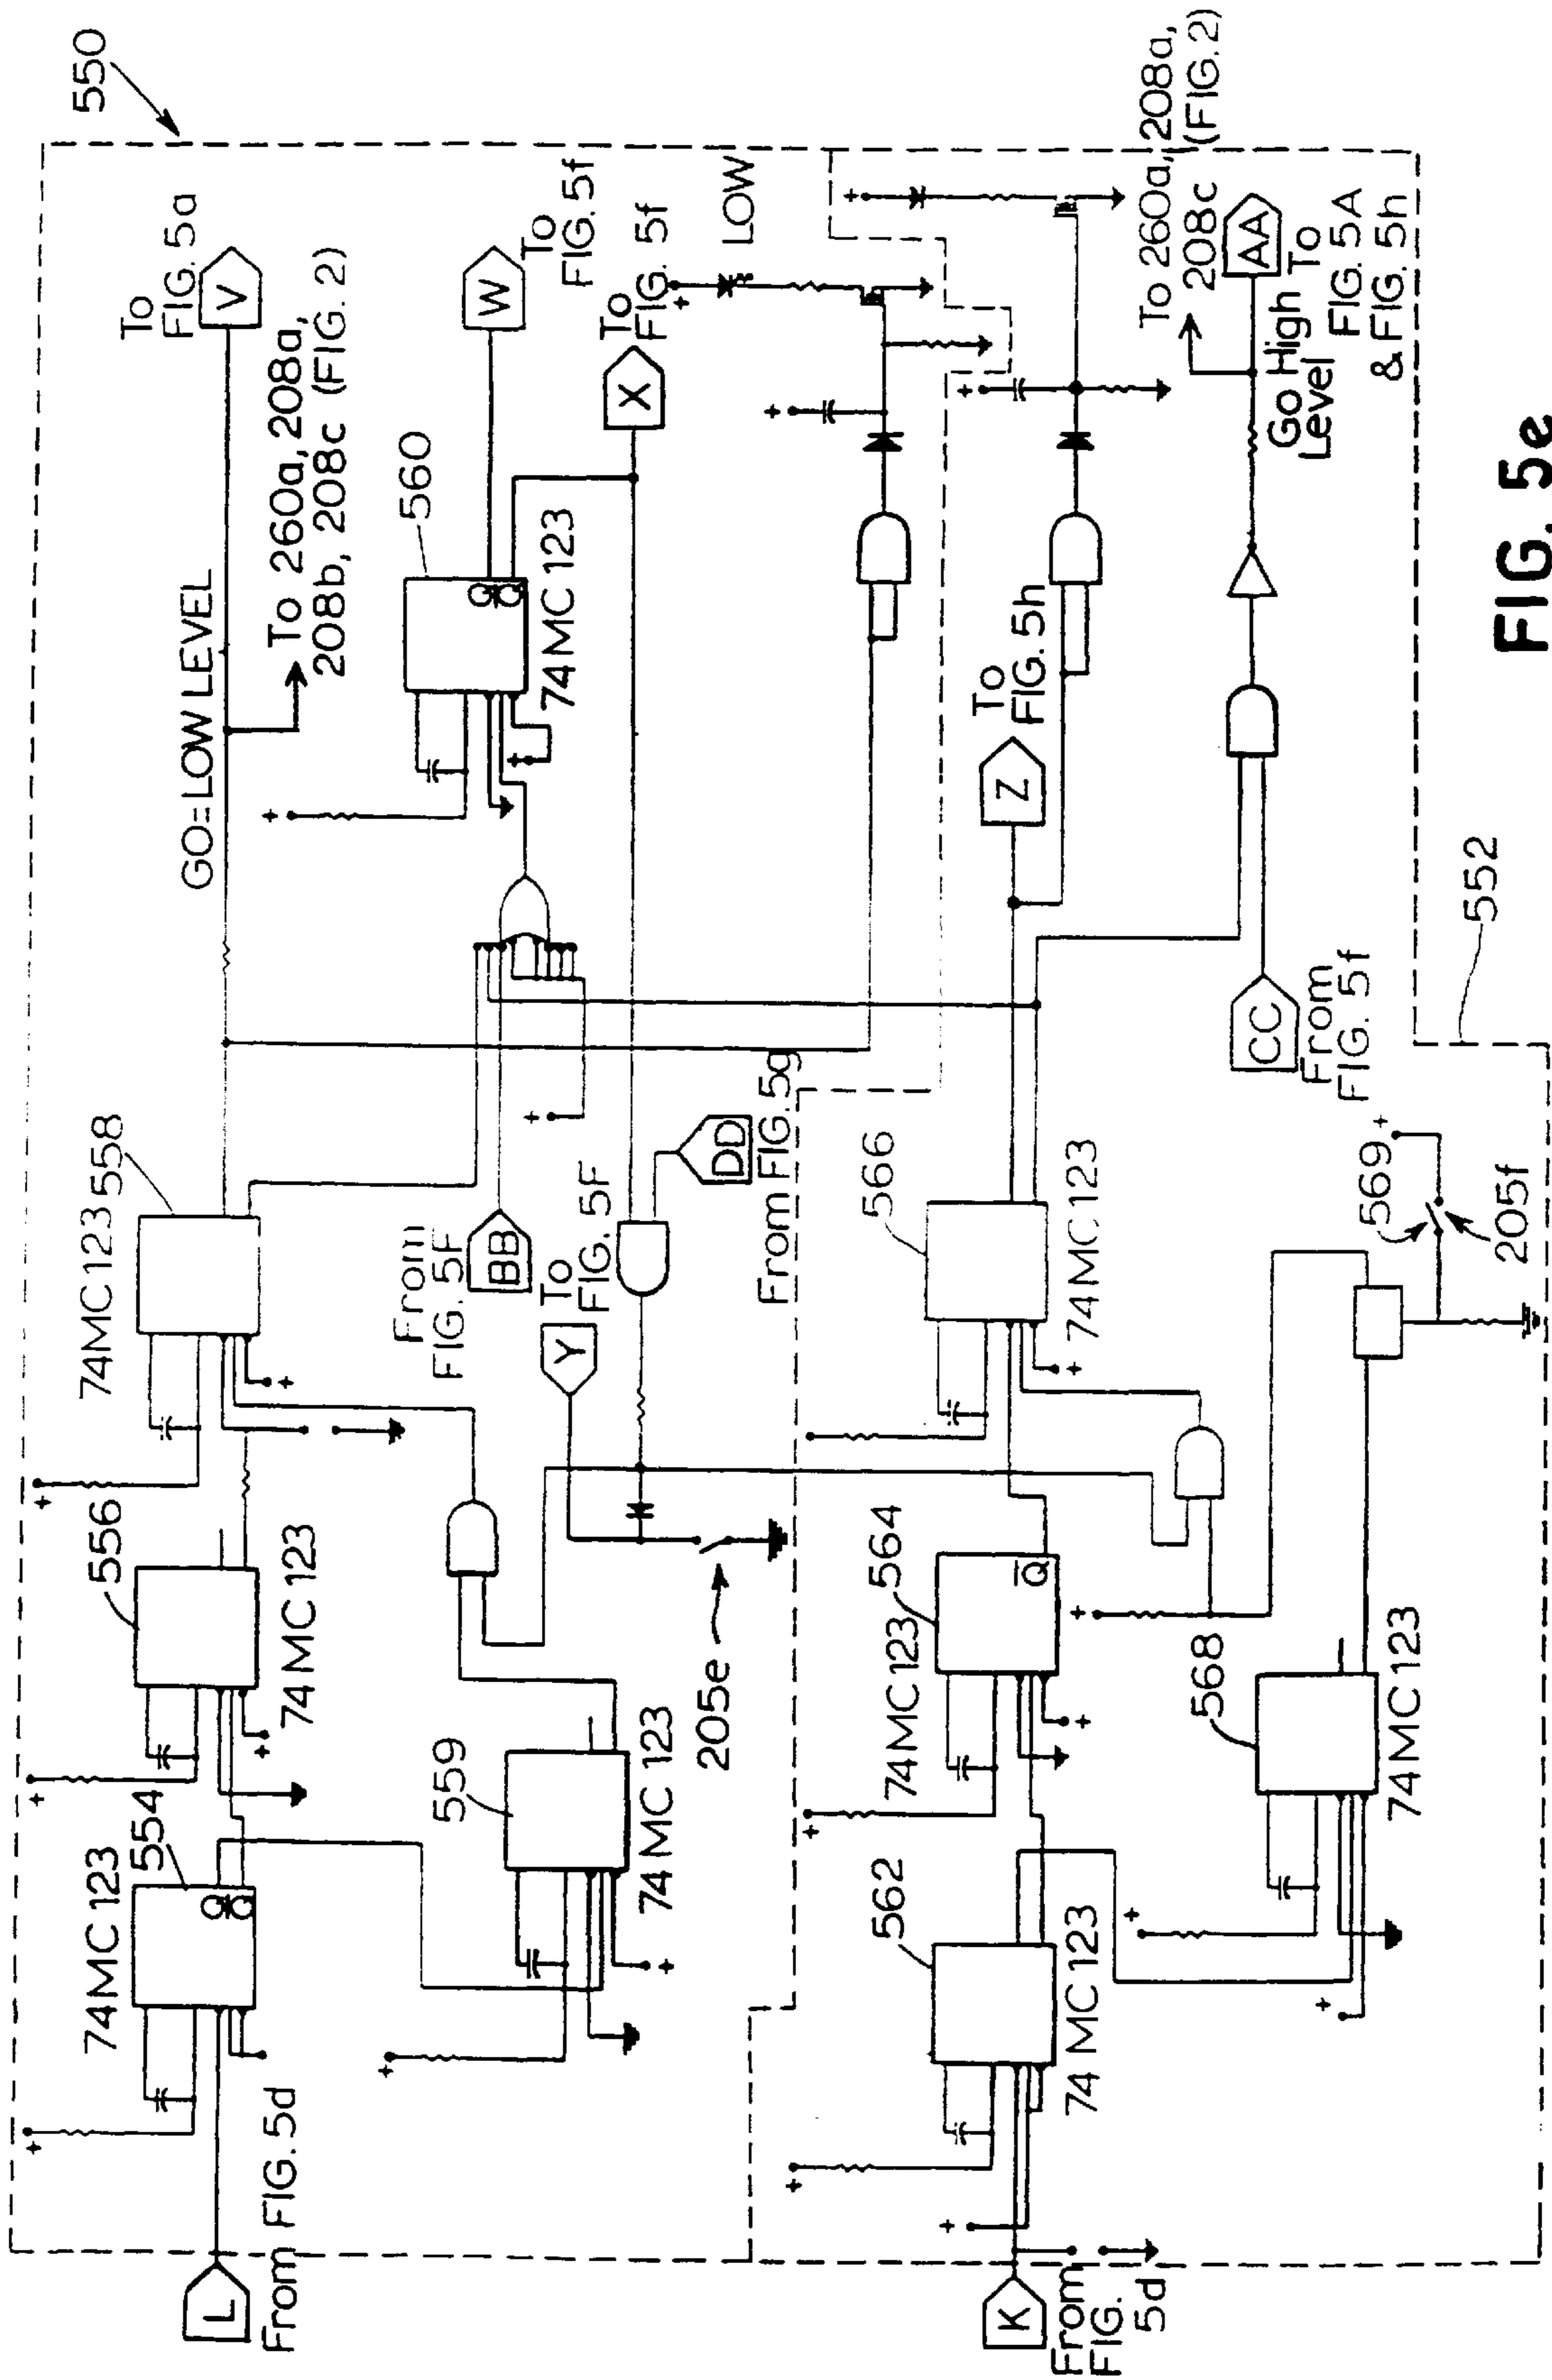 550
To
FIG. 5a
V
GO=LOW LEVEL
To 260a, 208a,
208b, 208c (FIG. 2)
W
To
FIG. 5f
560
Q
Q
74MC123
X
To
FIG. 5f
LOW
74MC123
558
556
74MC123
74MC123
554
Q
Q
L
From FIG. 5d
559
74MC123
From
FIG. 5F
BB
To
FIG. 5F
Y
205e
DD
From FIG. 5g
566
74MC123
Z
To
FIG. 5h
To 260a, 208a,
208c (FIG. 2)
AA
Go High
Level
To
FIG. 5A
& FIG. 5h
CC
From
FIG. 5f
552
564
74MC123
Q̅
562
74MC123
568
74MC123
569
205f
K
From
FIG.
5d
FIG. 5e